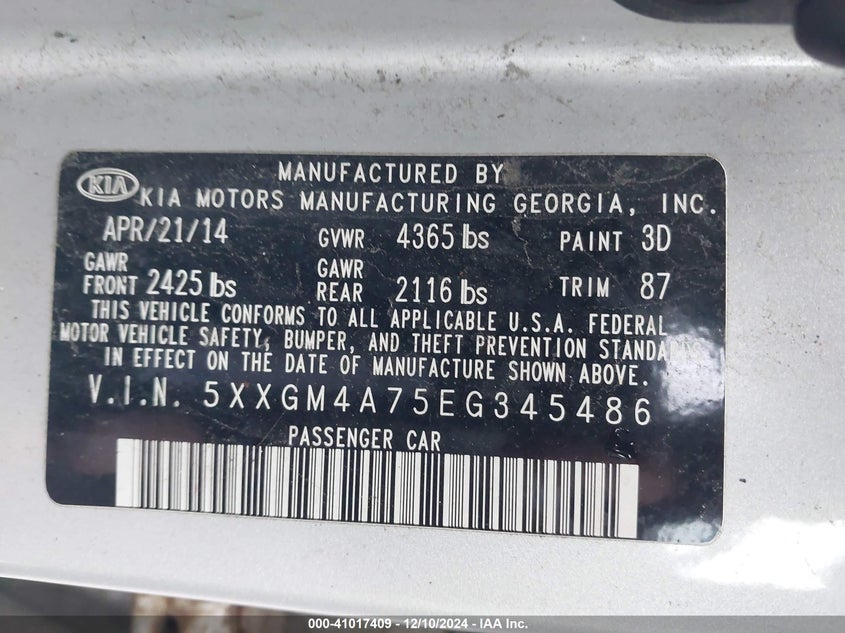 MANUFACTURED BY
KIA KIA MOTORS MANUFACTURING GEORGIA, INC.
APR/21/14 GVWR 4365 lbs PAINT 3D
GAWR FRONT 2425 lbs GAWR REAR 2116 lbs TRIM 87
THIS VEHICLE CONFORMS TO ALL APPLICABLE U.S.A. FEDERAL
MOTOR VEHICLE SAFETY, BUMPER, AND THEFT PREVENTION STANDARDS
IN EFFECT ON THE DATE OF MANUFACTURE SHOWN ABOVE.
V.I.N. 5XXGM4A75EG345486
PASSENGER CAR
000-41017409 - 12/10/2024 - IAA Inc.